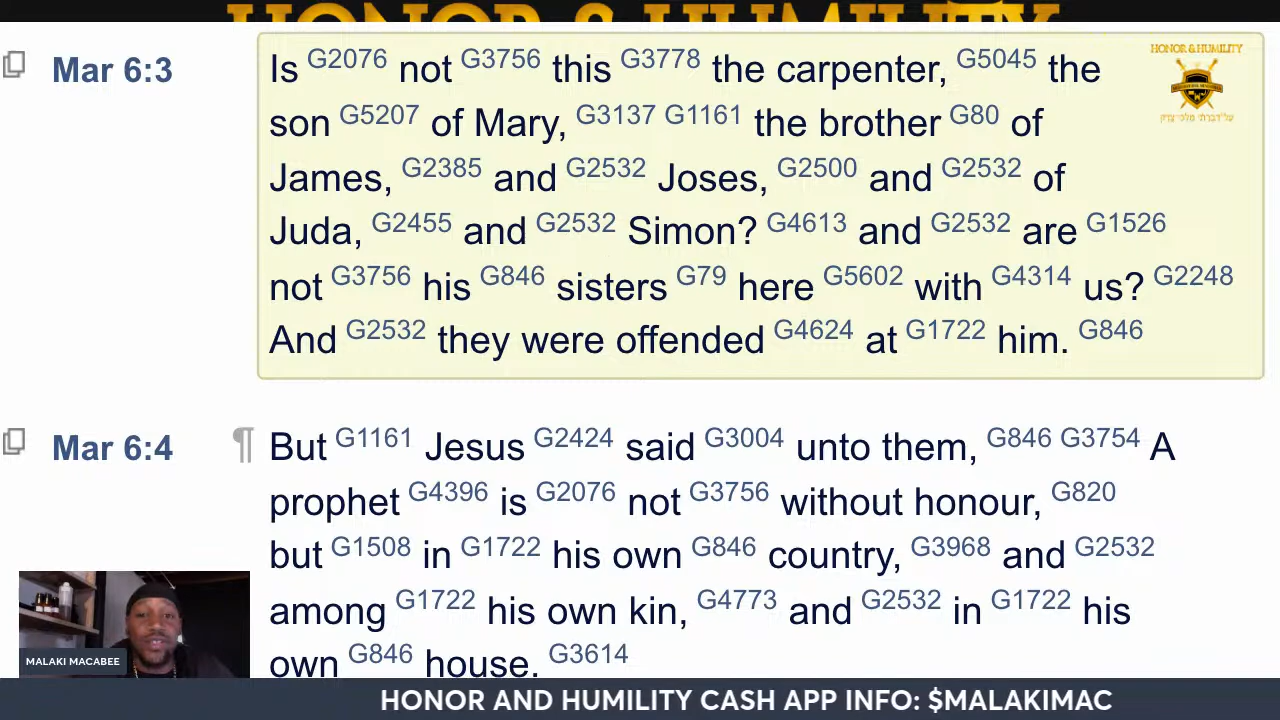 HONOR & HUMILITY
HONOR & HUMILITY
Mar 6:3
Is G2076 not G3756 this G3778 the carpenter, G5045 the
son G5207 of Mary, G3137 G1161 the brother G80 of
James, G2385 and G2532 Joses, G2500 and G2532 of
Juda, G2455 and G2532 Simon? G4613 and G2532 are G1526
not G3756 his G846 sisters G79 here G5602 with G4314 us? G2248
And G2532 they were offended G4624 at G1722 him. G846
Mar 6:4
¶ But G1161 Jesus G2424 said G3004 unto them, G846 G3754 A
prophet G4396 is G2076 not G3756 without honour, G820
but G1508 in G1722 his own G846 country, G3968 and G2532
among G1722 his own kin, G4773 and G2532 in G1722 his
own G846 house. G3614
MALAKI MACABEE
HONOR AND HUMILITY CASH APP INFO: $MALAKIMAC